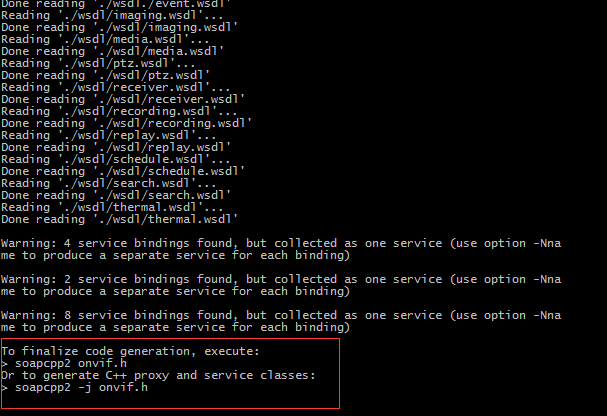 Done reading './wsdl./event.wsdl'
Reading './wsdl/imaging.wsdl'...
Done reading './wsdl/imaging.wsdl'
Reading './wsdl/media.wsdl'...
Done reading './wsdl/media.wsdl'
Reading './wsdl/ptz.wsdl'...
Done reading './wsdl/ptz.wsdl'
Reading './wsdl/receiver.wsdl'...
Done reading './wsdl/receiver.wsdl'
Reading './wsdl/recording.wsdl'...
Done reading './wsdl/recording.wsdl'
Reading './wsdl/replay.wsdl'...
Done reading './wsdl/replay.wsdl'
Reading './wsdl/schedule.wsdl'...
Done reading './wsdl/schedule.wsdl'
Reading './wsdl/search.wsdl'...
Done reading './wsdl/search.wsdl'
Reading './wsdl/thermal.wsdl'...
Done reading './wsdl/thermal.wsdl'
Warning: 4 service bindings found, but collected as one service (use option -Nna
me to produce a separate service for each binding)
Warning: 2 service bindings found, but collected as one service (use option -Nna
me to produce a separate service for each binding)
Warning: 8 service bindings found, but collected as one service (use option -Nna
me to produce a separate service for each binding)
To finalize code generation, execute:
> soapcpp2 onvif.h
Or to generate C++ proxy and service classes:
> soapcpp2 -j onvif.h